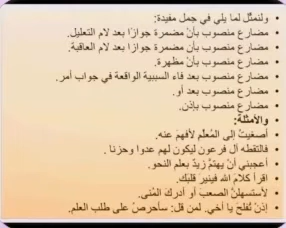 ولنمثّل لما يلي في جمل مفيدة:
مضارع منصوب بأن مضمرة جوازًا بعد لام التعليل.
مضارع منصوب بأن مضمرة جوازا بعد لام العاقبة.
مضارع منصوب بأن مظهرة.
مضارع منصوب بعد فاء السببية الواقعة في جواب أمر.
مضارع منصوب بعد أو.
مضارع منصوب بإذن.
والأمثلة:
أصغيتُ إلى المُعلِّم لأفهمَ عنه.
فالتقطه آل فرعون ليكون لهم عدوا وحزنا .
أعجبني أنْ يهتمَّ زيدٌ بعلم النحو.
اقرأ كلامَ الله فينيرَ قلبَك.
لأستسهلنَّ الصعبَ أو أدركَ المُنى.
إذنْ تُفلحَ يا أخي. لمن قال: سأحرصُ على طلب العلم.